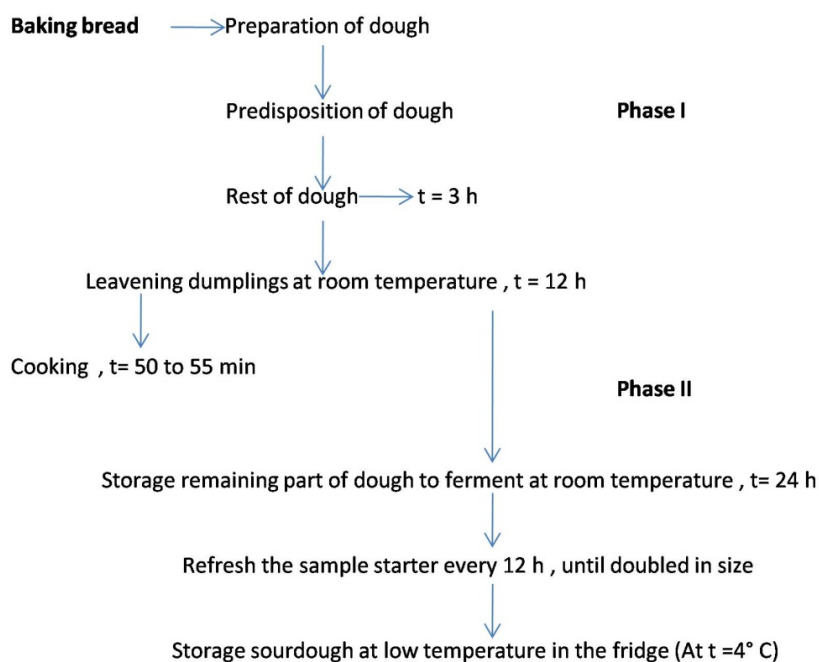 Baking bread
Preparation of dough
Predisposition of dough
Phase I
Rest of dough
t = 3 h
Leavening dumplings at room temperature , t = 12 h
Cooking , t= 50 to 55 min
Phase II
Storage remaining part of dough to ferment at room temperature , t= 24 h
Refresh the sample starter every 12 h , until doubled in size
Storage sourdough at low temperature in the fridge (At t =4° C)